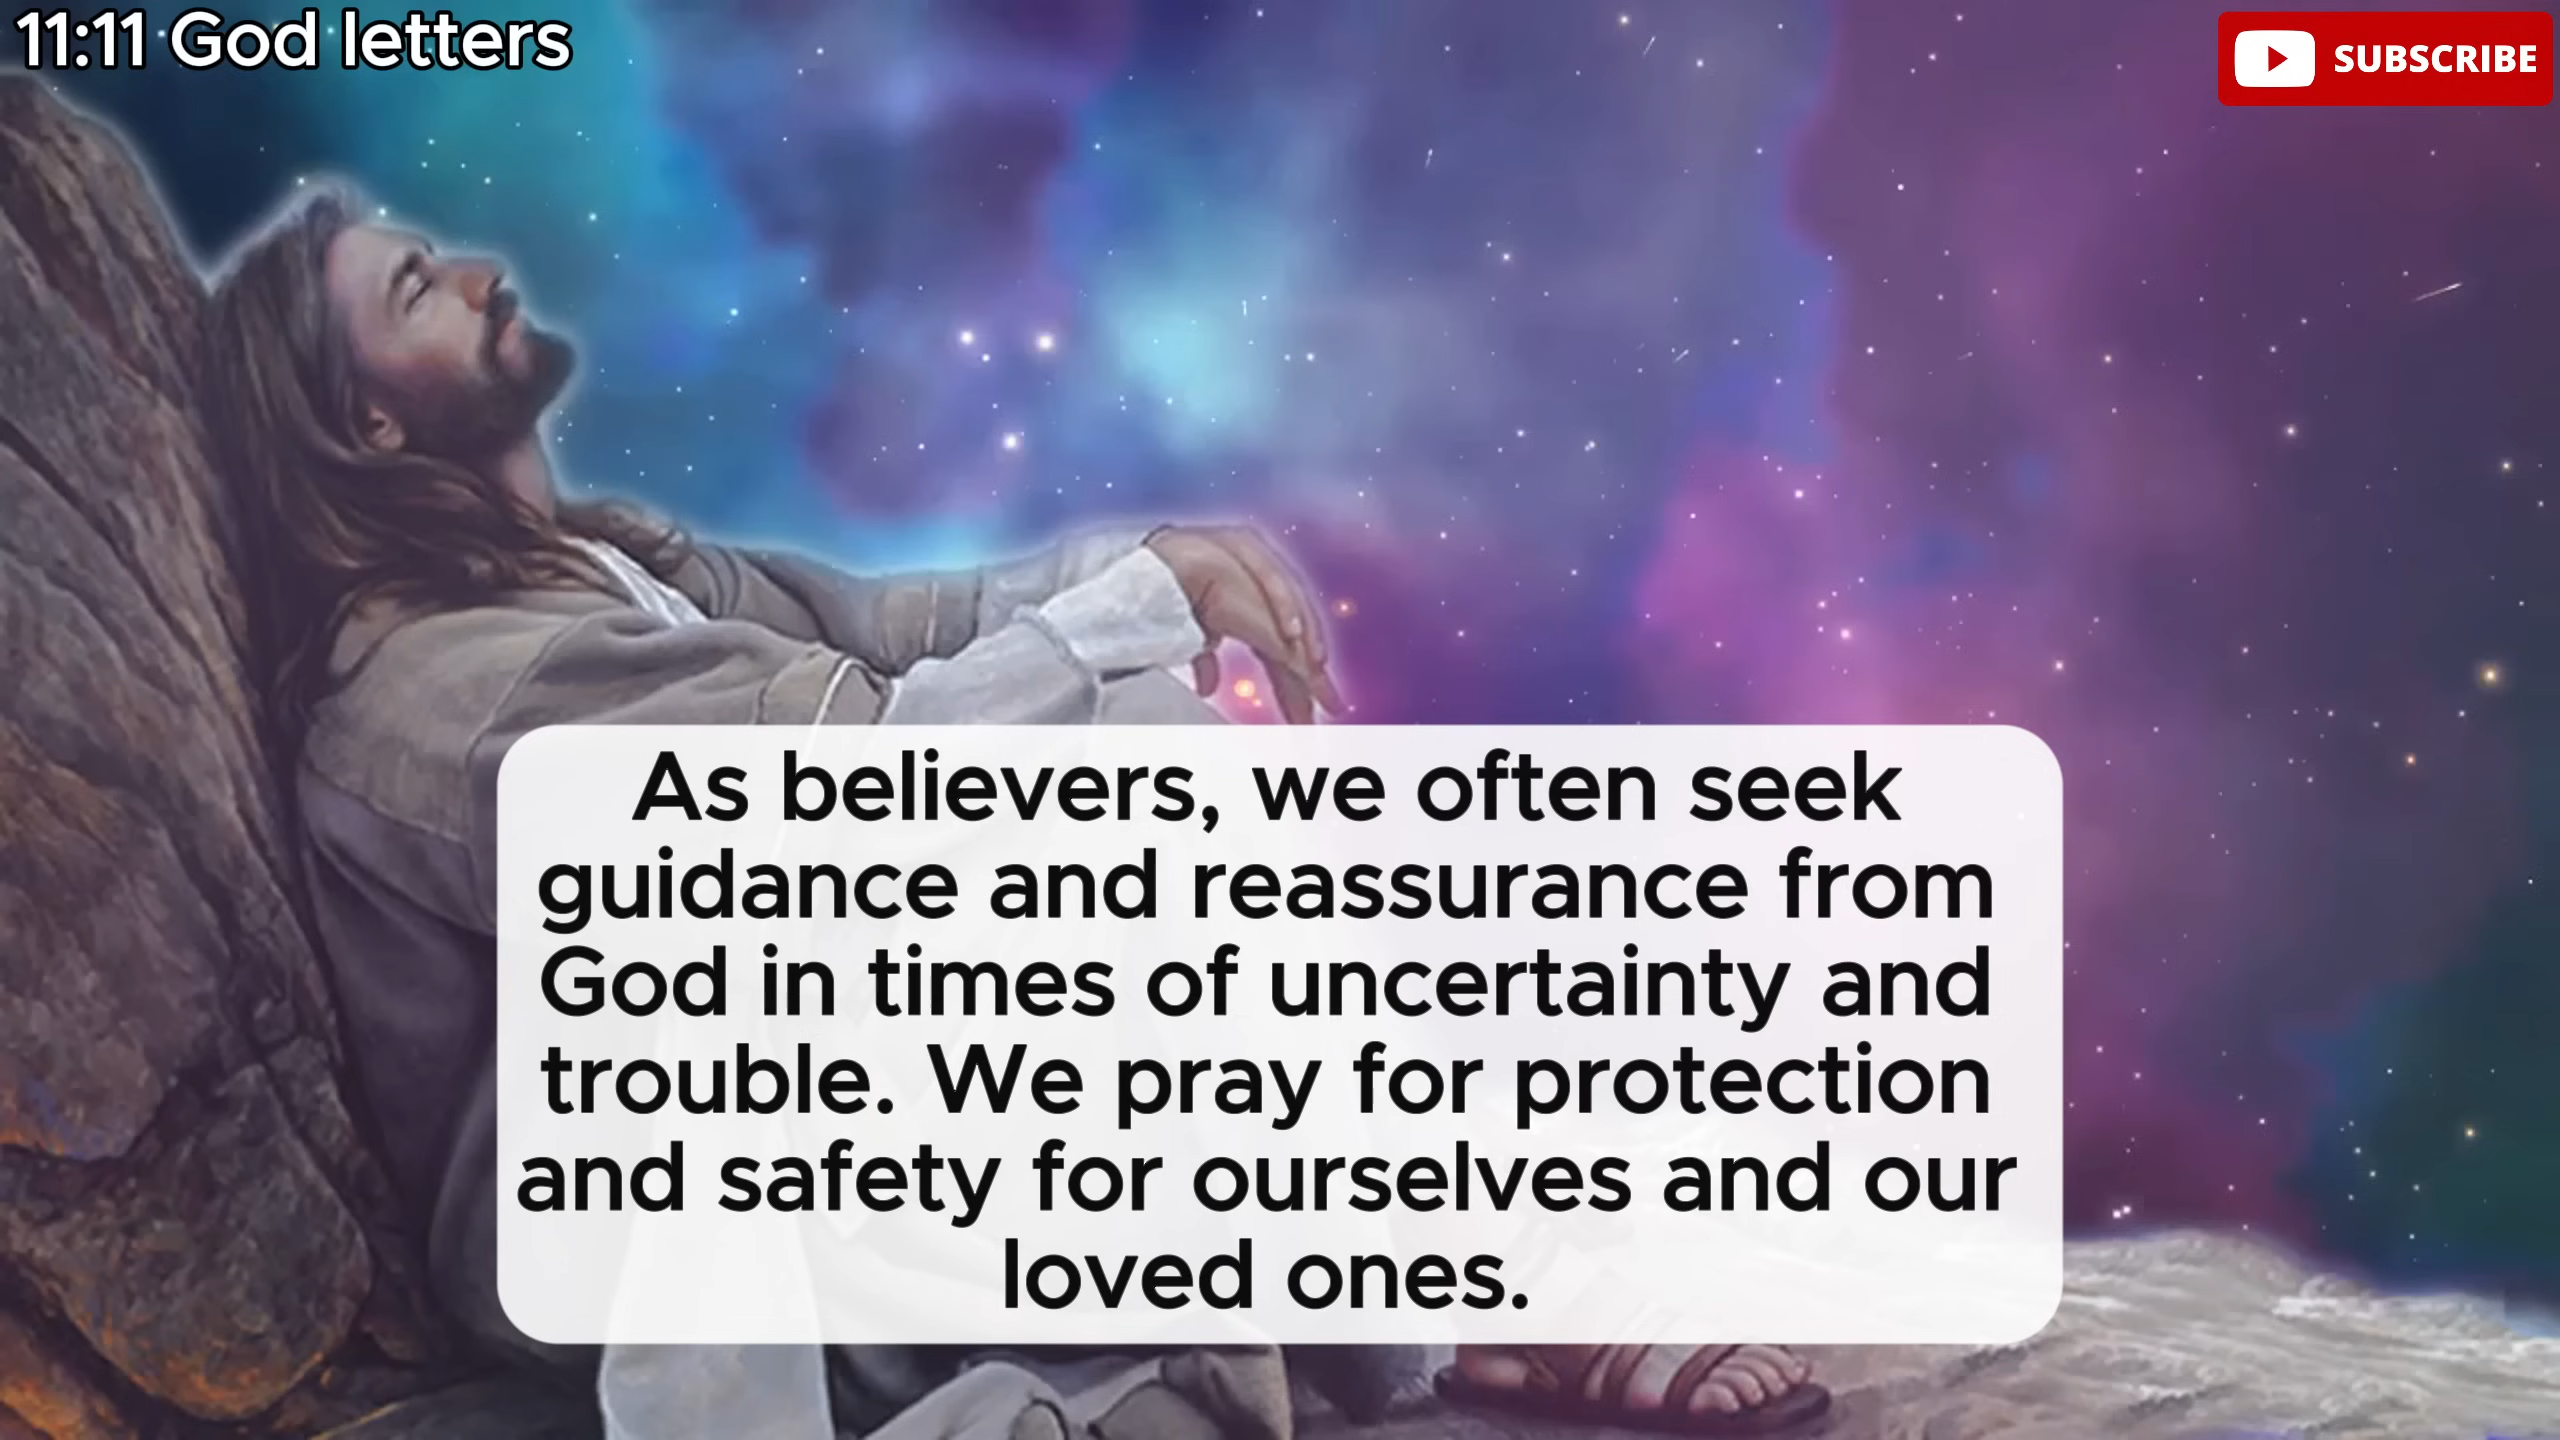 11:11 God letters
SUBSCRIBE
As believers, we often seek
guidance and reassurance from
God in times of uncertainty and
trouble. We pray for protection
and safety for ourselves and our
loved ones.